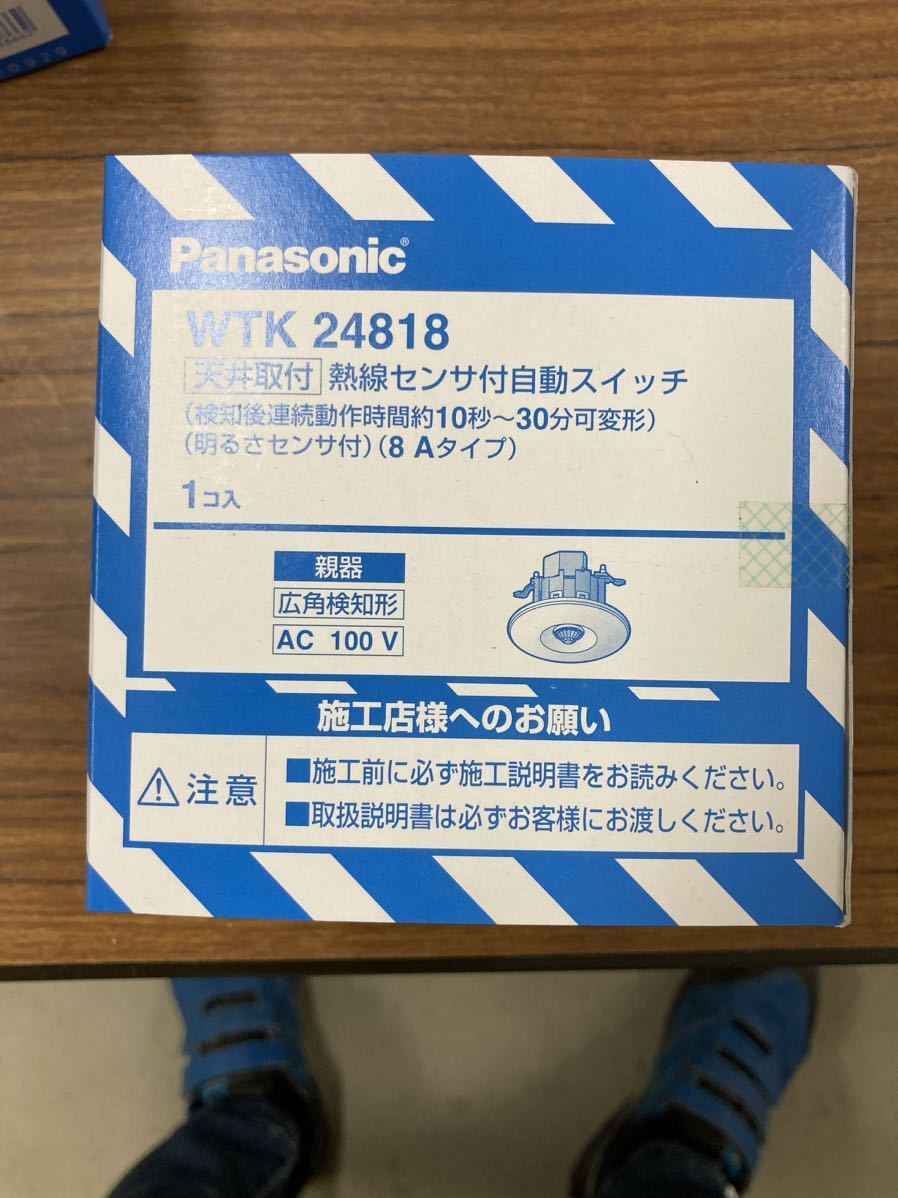 Panasonic®
WTK 24818
天井取付 熱線センサ付自動スイッチ
(検知後連続動作時間約10秒～30分可変形)
(明るさセンサ付)(8 Aタイプ)
1コ入
親器
広角検知形
AC 100 V
施工店様へのお願い
注意
■施工前に必ず施工説明書をお読みください。
■取扱説明書は必ずお客様にお渡しください。